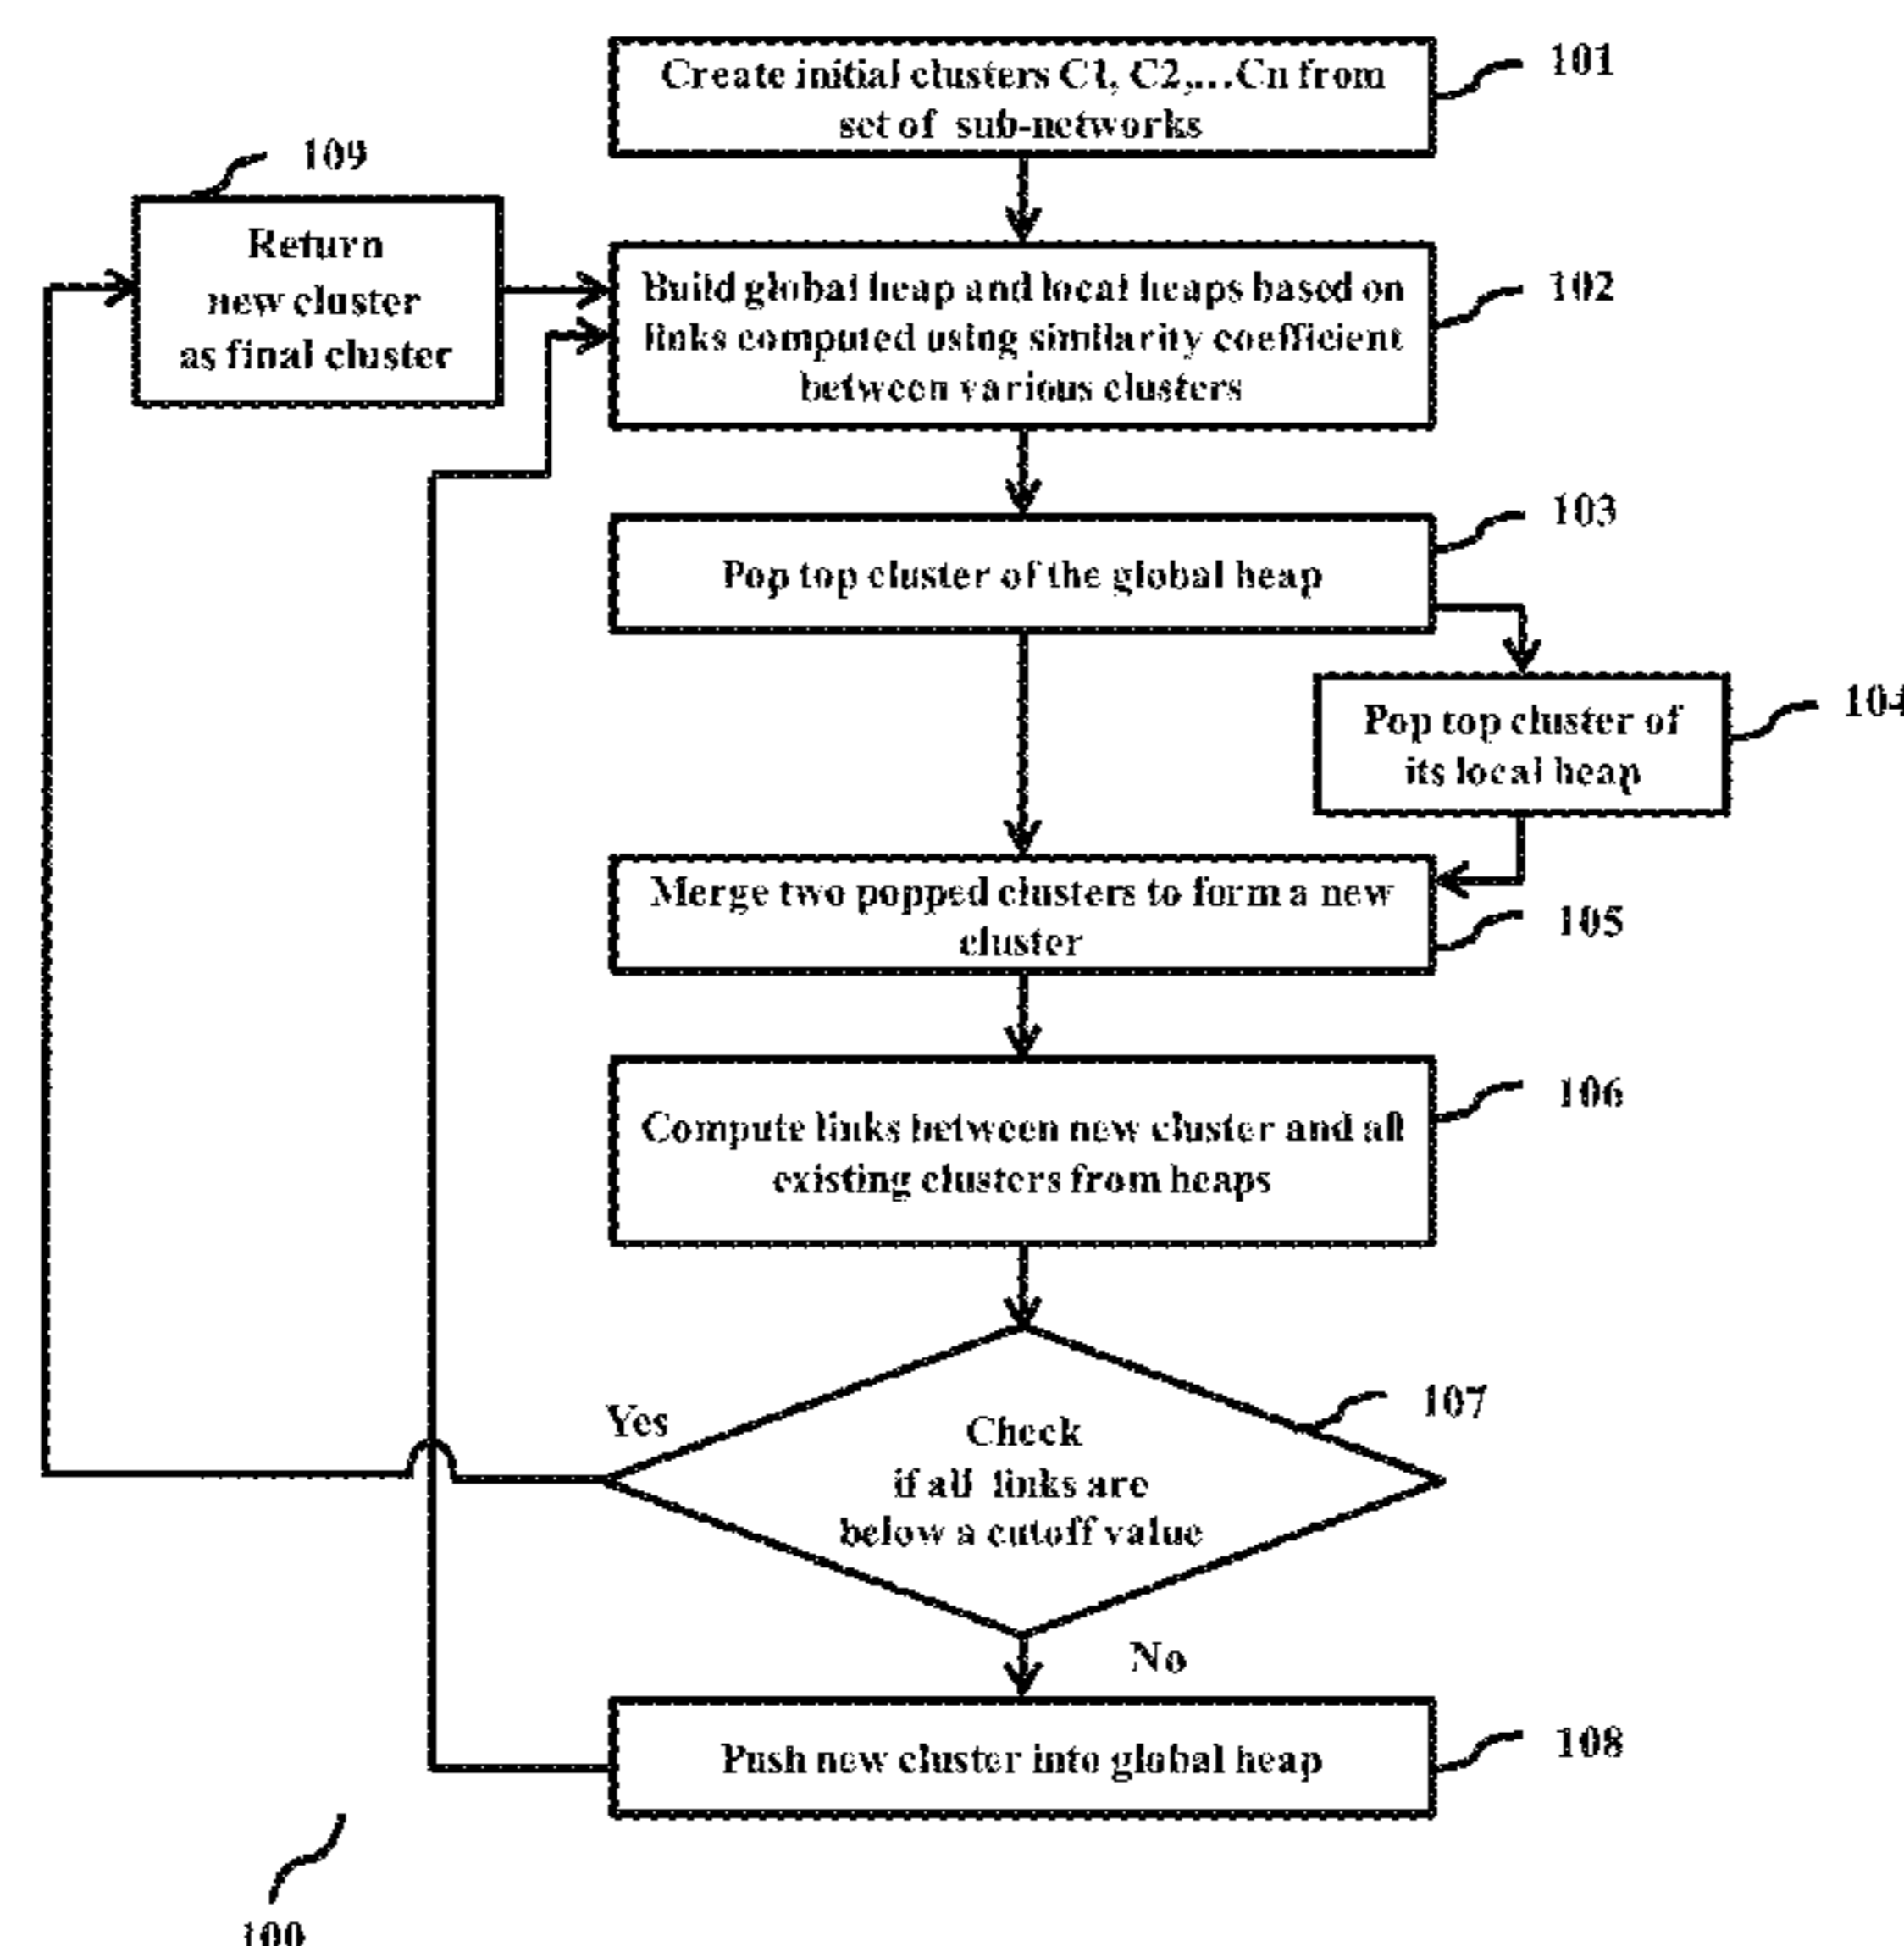 Create initial clusters C1, C2,...Cn from
set of sub-networks
101
109
Return
new cluster
as final cluster
Build global heap and local heaps based on
links computed using similarity coefficient
between various clusters
102
103
Pop top cluster of the global heap
Pop top cluster of
its local heap
104
Merge two popped clusters to form a new
cluster
105
106
Compute links between new cluster and all
existing clusters from heaps
107
Yes
Check
if all links are
below a cutoff value
No
Push new cluster into global heap
108
100